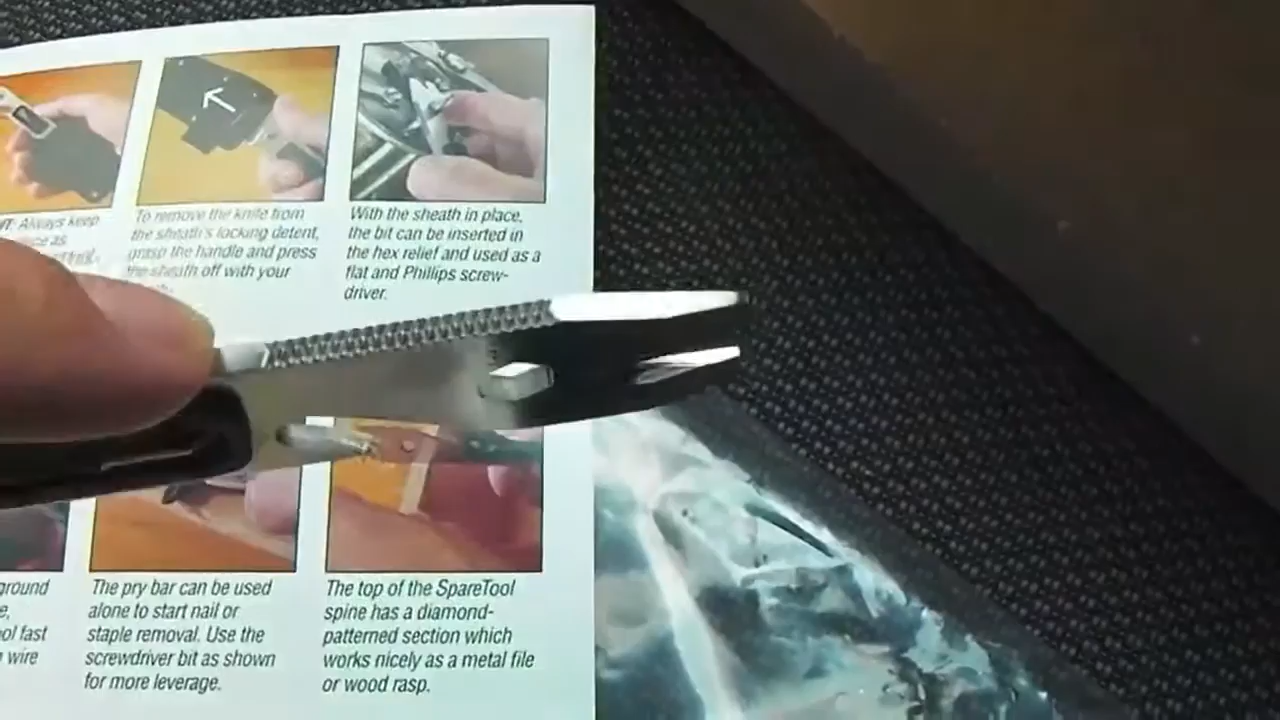 Always keep
To remove the knife from
the sheath's locking detent,
grasp the handle and press
the sheath off with your
With the sheath in place,
the bit can be inserted in
the hex relief and used as a
flat and Phillips screw-
driver.
ground
ol fast
wire
The pry bar can be used
alone to start nail or
staple removal. Use the
screwdriver bit as shown
for more leverage.
The top of the SpareTool
spine has a diamond-
patterned section which
works nicely as a metal file
or wood rasp.